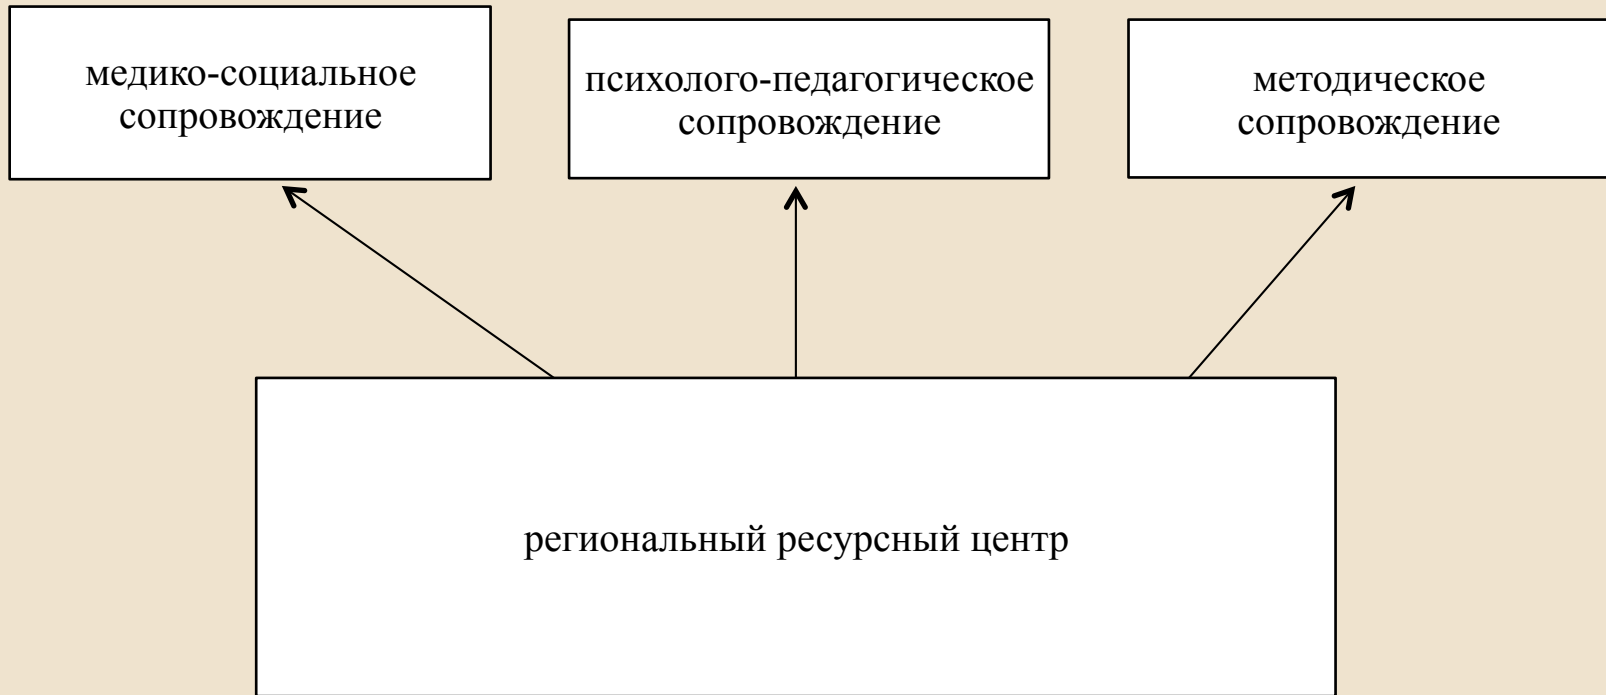 медико-социальное
сопровождение
психолого-педагогическое
сопровождение
методическое
сопровождение
региональный ресурсный центр